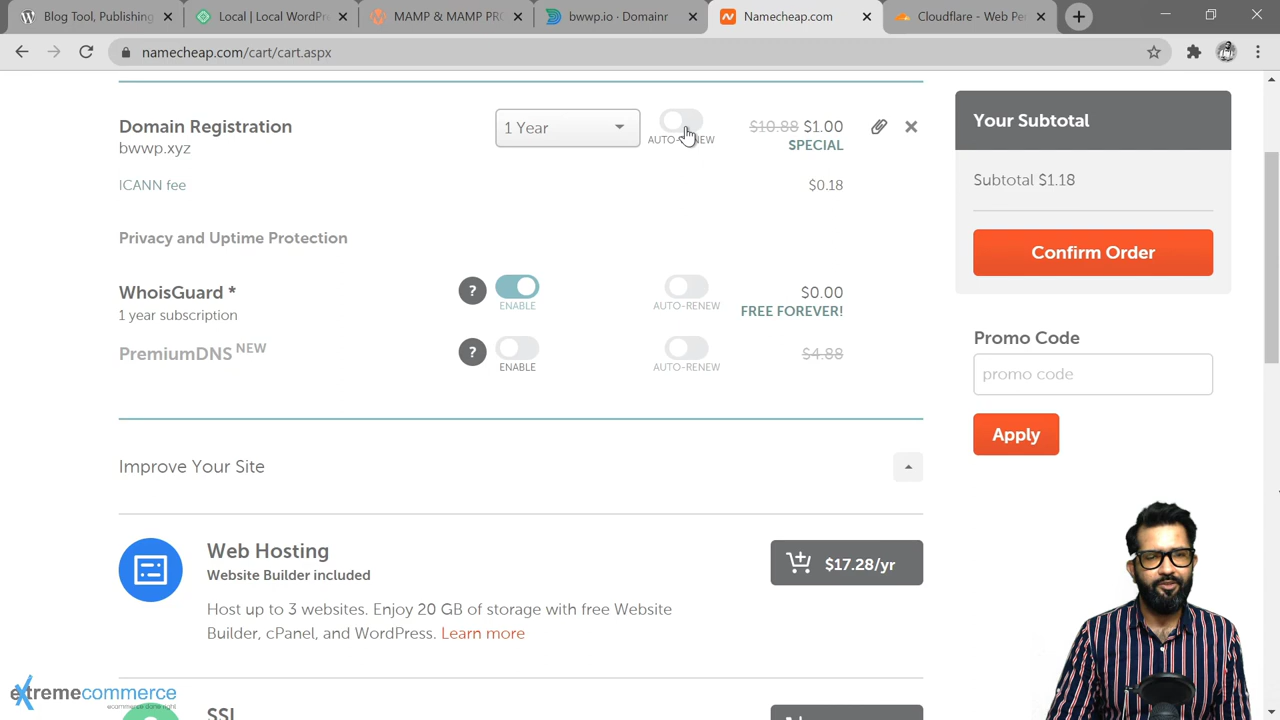 Blog Tool, Publishing
Local | Local WordPre
MAMP & MAMP PRO
bwwp.io · Domainr
Namecheap.com
Cloudflare - Web Per
namecheap.com/cart/cart.aspx
Domain Registration
bwwp.xyz
1 Year
AUTO-RENEW
$10.88 $1.00
SPECIAL
ICANN fee
$0.18
Privacy and Uptime Protection
WhoisGuard *
1 year subscription
?
ENABLE
AUTO-RENEW
$0.00
FREE FOREVER!
PremiumDNS NEW
?
ENABLE
AUTO-RENEW
$4.88
Improve Your Site
Web Hosting
Website Builder included
$17.28/yr
Host up to 3 websites. Enjoy 20 GB of storage with free Website
Builder, cPanel, and WordPress. Learn more
SSL
Your Subtotal
Subtotal $1.18
Confirm Order
Promo Code
promo code
Apply
extremecommerce
ecommerce done right